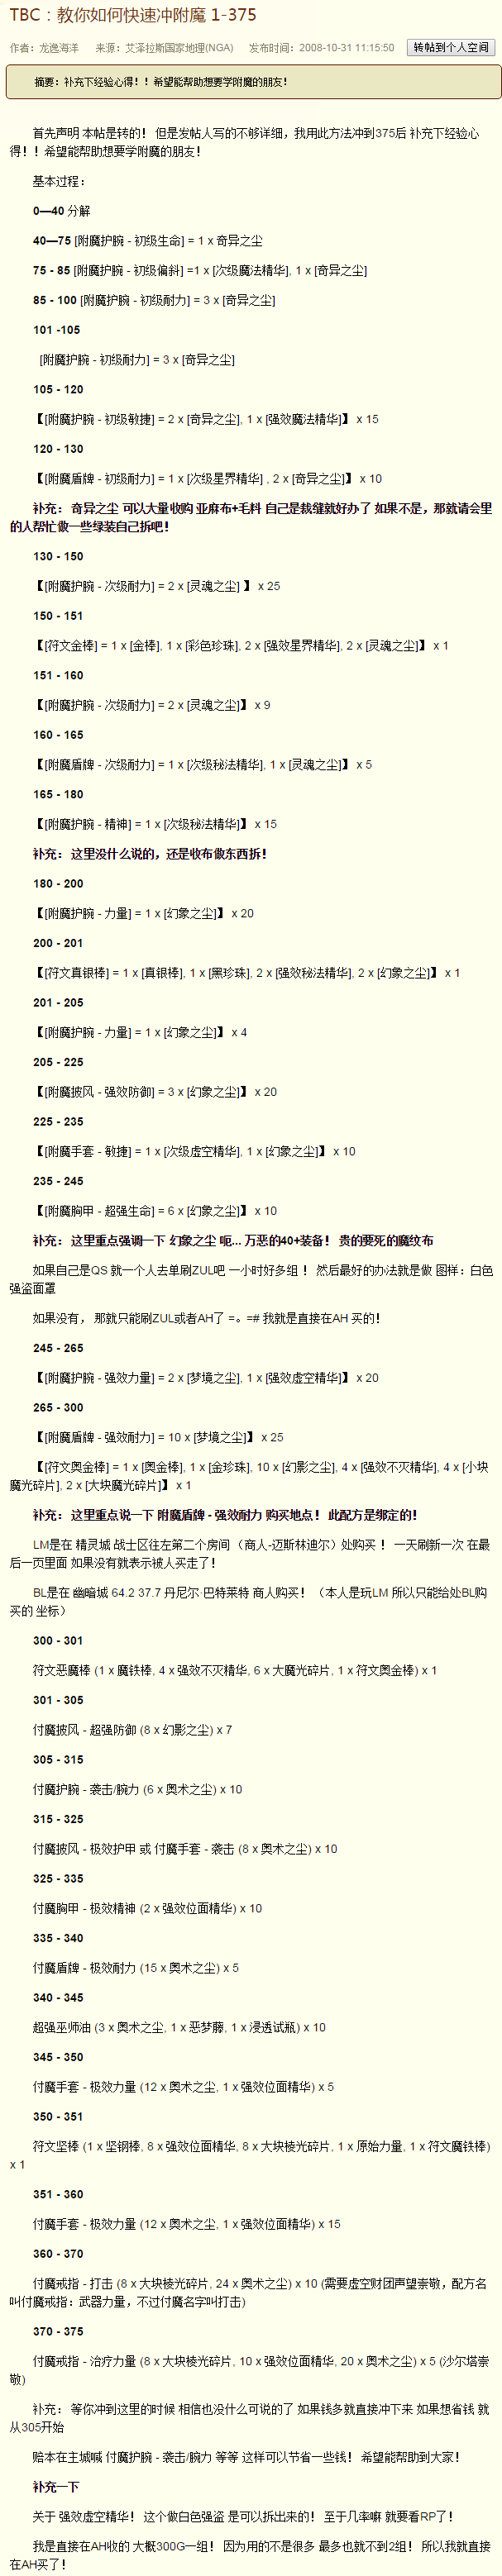 TBC：教你如何快速冲附魔 1-375
作者：龙逸海洋 来源：艾泽拉斯国家地理(NGA) 发布时间：2008-10-31 11:15:50 转帖到个人空间
摘要：补充下经验心得！！希望能帮助想要学附魔的朋友！
首先声明 本帖是转的！ 但是发帖人写的不够详细，我用此方法冲到375后 补充下经验心
得！！希望能帮助想要学附魔的朋友！
基本过程：
0—40 分解
40—75 [附魔护腕 - 初级生命] = 1 x 奇异之尘
75 - 85 [附魔护腕 - 初级偏斜] =1 x [次级魔法精华], 1 x [奇异之尘]
85 - 100 [附魔护腕 - 初级耐力] = 3 x [奇异之尘]
101 -105
[附魔护腕 - 初级耐力] = 3 x [奇异之尘]
105 - 120
【[附魔护腕 - 初级敏捷] = 2 x [奇异之尘], 1 x [强效魔法精华]】 x 15
120 - 130
【[附魔盾牌 - 初级耐力] = 1 x [次级星界精华] , 2 x [奇异之尘]】 x 10
补充： 奇异之尘 可以大量收购 亚麻布+毛料 自己是裁缝就好办了 如果不是，那就请会里
的人帮忙做一些绿装自己拆吧！
130 - 150
【[附魔护腕 - 次级耐力] = 2 x [灵魂之尘] 】 x 25
150 - 151
【[符文金棒] = 1 x [金棒], 1 x [彩色珍珠], 2 x [强效星界精华], 2 x [灵魂之尘]】 x 1
151 - 160
【[附魔护腕 - 次级耐力] = 2 x [灵魂之尘]】 x 9
160 - 165
【[附魔盾牌 - 次级耐力] = 1 x [次级秘法精华], 1 x [灵魂之尘]】 x 5
165 - 180
【[附魔护腕 - 精神] = 1 x [次级秘法精华]】 x 15
补充： 这里没什么说的，还是收布做东西拆！
180 - 200
【[附魔护腕 - 力量] = 1 x [幻象之尘]】 x 20
200 - 201
【[符文真银棒] = 1 x [真银棒], 1 x [黑珍珠], 2 x [强效秘法精华], 2 x [幻象之尘]】 x 1
201 - 205
【[附魔护腕 - 力量] = 1 x [幻象之尘]】 x 4
205 - 225
【[附魔披风 - 强效防御] = 3 x [幻象之尘]】 x 20
225 - 235
【[附魔手套 - 敏捷] = 1 x [次级虚空精华], 1 x [幻象之尘]】 x 10
235 - 245
【[附魔胸甲 - 超强生命] = 6 x [幻象之尘]】 x 10
补充： 这里重点强调一下 幻象之尘 呃... 万恶的40+装备！ 贵的要死的魔纹布
如果自己是QS 就一个人去单刷ZUL吧 一小时好多组 ！ 然后最好的办法就是做 图样：白色
强盗面罩
如果没有， 那就只能刷ZUL或者AH了 =。=# 我就是直接在AH 买的！
245 - 265
【[附魔护腕 - 强效力量] = 2 x [梦境之尘], 1 x [强效虚空精华]】 x 20
265 - 300
【[附魔盾牌 - 强效耐力] = 10 x [梦境之尘]】 x 25
【[符文奥金棒] = 1 x [奥金棒], 1 x [金珍珠], 10 x [幻影之尘], 4 x [强效不灭精华], 4 x [小块
魔光碎片], 2 x [大块魔光碎片]】 x 1
补充： 这里重点说一下 附魔盾牌 - 强效耐力 购买地点！ 此配方是绑定的！
LM是在 精灵城 战士区往左第二个房间 （商人-迈斯林迪尔）处购买 ！ 一天刷新一次 在最
后一页里面 如果没有就表示被人买走了！
BL是在 幽暗城 64.2 37.7 丹尼尔·巴特莱特 商人购买！ （本人是玩LM 所以只能给处BL购
买的 坐标）
300 - 301
符文恶魔棒 (1 x 魔铁棒, 4 x 强效不灭精华, 6 x 大魔光碎片, 1 x 符文奥金棒) x 1
301 - 305
付魔披风 - 超强防御 (8 x 幻影之尘) x 7
305 - 315
付魔护腕 - 袭击/腕力 (6 x 奥术之尘) x 10
315 - 325
付魔披风 - 极效护甲 或 付魔手套 - 袭击 (8 x 奥术之尘) x 10
325 - 335
付魔胸甲 - 极效精神 (2 x 强效位面精华) x 10
335 - 340
付魔盾牌 - 极效耐力 (15 x 奥术之尘) x 5
340 - 345
超强巫师油 (3 x 奥术之尘, 1 x 恶梦藤, 1 x 浸透试瓶) x 10
345 - 350
付魔手套 - 极效力量 (12 x 奥术之尘, 1 x 强效位面精华) x 5
350 - 351
符文坚棒 (1 x 坚钢棒, 8 x 强效位面精华, 8 x 大块棱光碎片, 1 x 原始力量, 1 x 符文魔铁棒)
x 1
351 - 360
付魔手套 - 极效力量 (12 x 奥术之尘, 1 x 强效位面精华) x 15
360 - 370
付魔戒指 - 打击 (8 x 大块棱光碎片, 24 x 奥术之尘) x 10 (需要虚空财团声望崇敬，配方名
叫付魔戒指：武器力量，不过付魔名字叫打击)
370 - 375
付魔戒指 - 治疗力量 (8 x 大块棱光碎片, 10 x 强效位面精华, 20 x 奥术之尘) x 5 (沙尔塔崇
敬)
补充： 等你冲到这里的时候 相信也没什么可说的了 如果钱多就直接冲下来 如果想省钱 就
从305开始
赔本在主城喊 付魔护腕 - 袭击/腕力 等等 这样可以节省一些钱！ 希望能帮助到大家！
补充一下
关于 强效虚空精华！ 这个做白色强盗 是可以拆出来的！ 至于几率嘛 就要看RP了！
我是直接在AH收的 大概300G一组！ 因为用的不是很多 最多也就不到2组！ 所以我就直接
在AH买了！